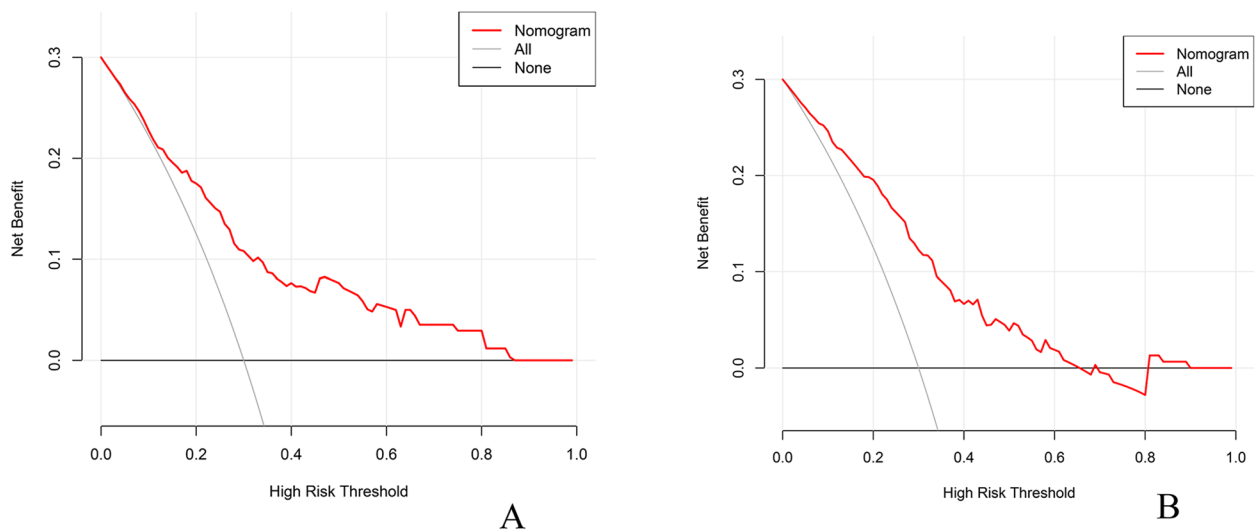 Nomogram
All
None
0.3
0.2
0.1
0.0
Net Benefit
0.0 0.2 0.4 0.6 0.8 1.0
High Risk Threshold
A
Nomogram
All
None
0.3
0.2
0.1
0.0
Net Benefit
0.0 0.2 0.4 0.6 0.8 1.0
High Risk Threshold
B